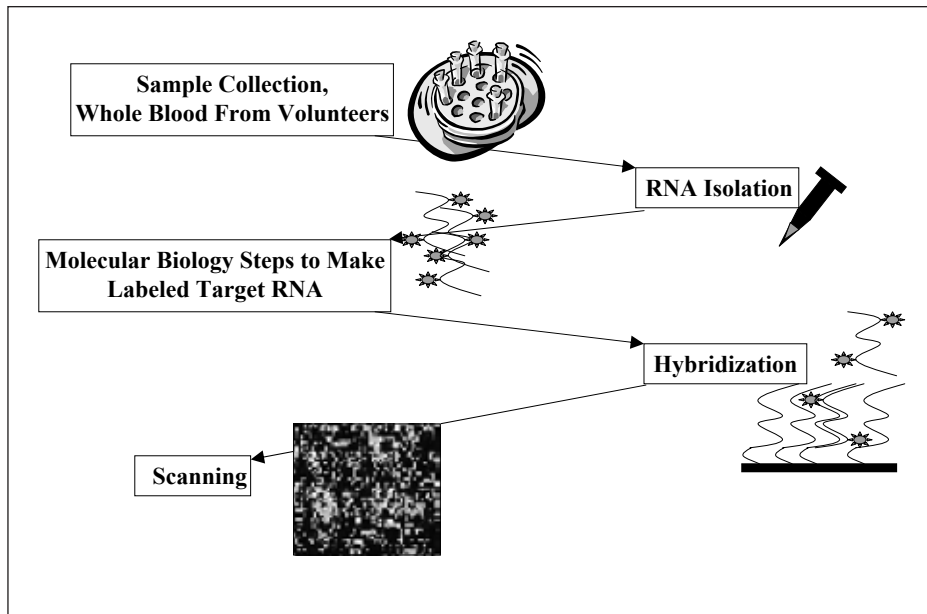 Sample Collection,
Whole Blood From Volunteers
RNA Isolation
Molecular Biology Steps to Make
Labeled Target RNA
Hybridization
Scanning